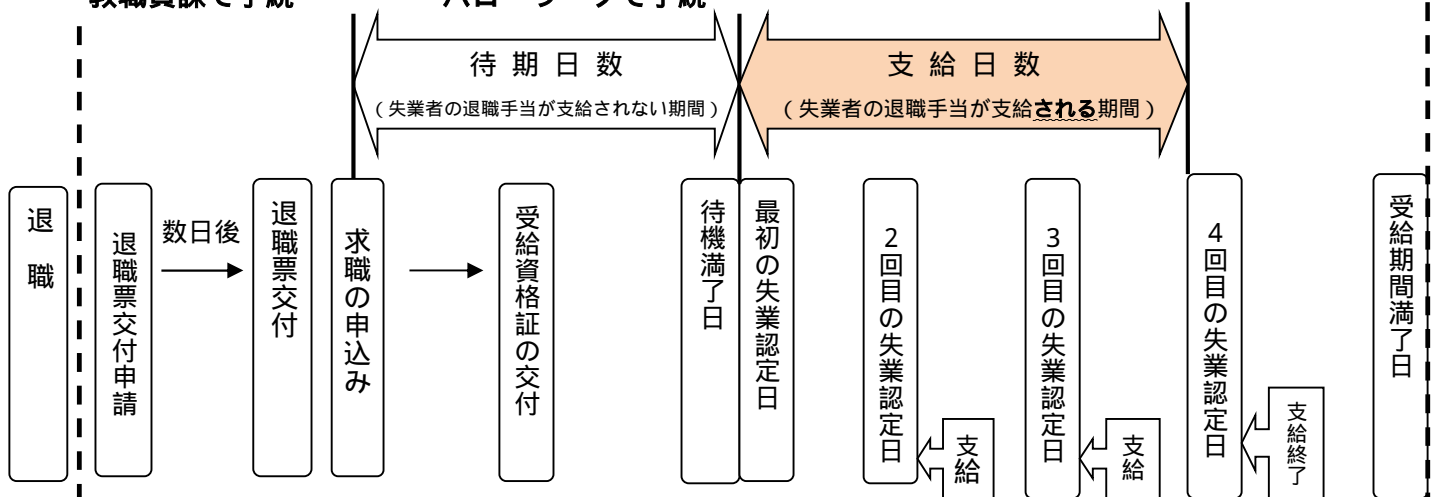 教職員課で手続
ハローワークで手続
待期日数
支給日数
(失業者の退職手当が支給されない期間)
(失業者の退職手当が支給される期間)
退職
退職票交付申請
数日後
退職票交付
求職の申込み
受給資格証の交付
待機満了日
最初の失業認定日
2回目の失業認定日
支給
3回目の失業認定日
支給
4回目の失業認定日
支給終了
受給期間満了日